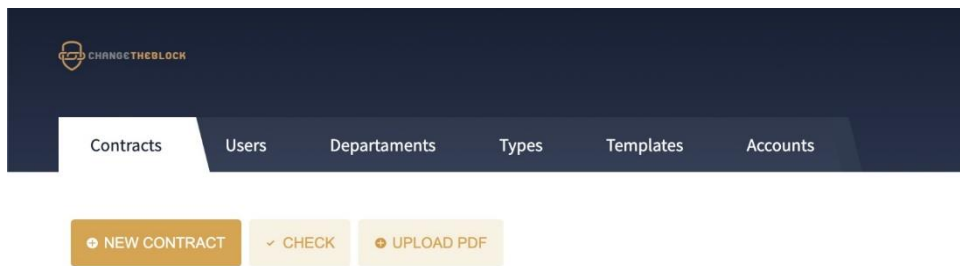 CHANGETHEBLOCK
Contracts Users Departaments Types Templates Accounts
NEW CONTRACT CHECK UPLOAD PDF